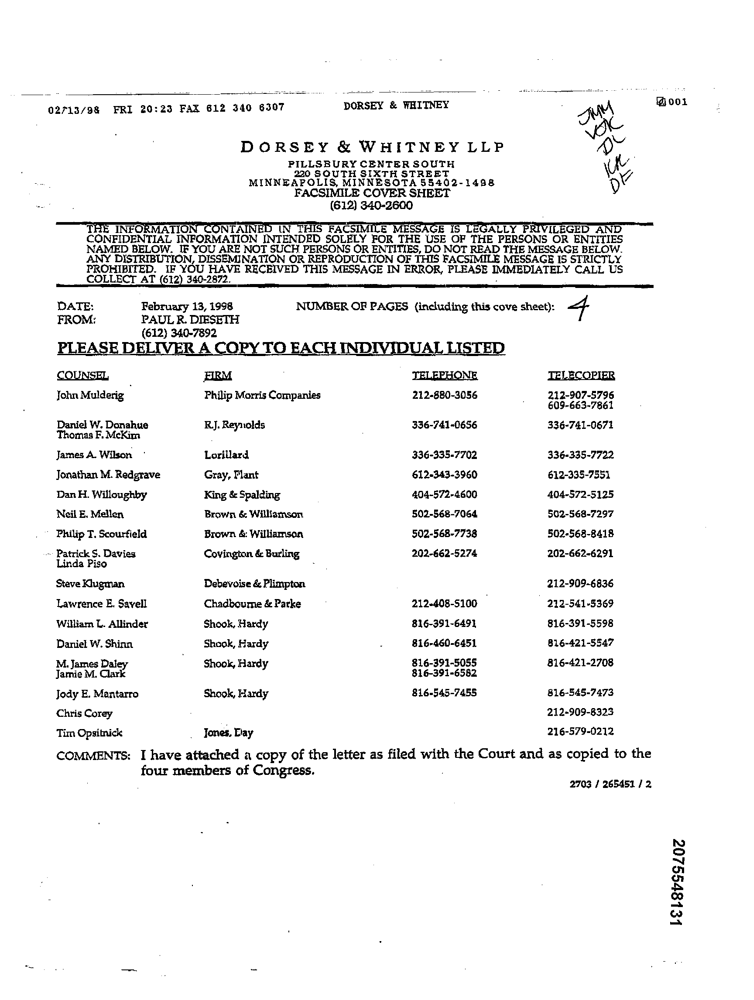 02/13/98 FRI 20:23 FAX 612 340 6307 DORSEY & WHITNEY 001
JMM
VOK
DL
KK
DE
DORSEY & WHITNEY LLP
PILLSBURY CENTER SOUTH
220 SOUTH SIXTH STREET
MINNEAPOLIS, MINNESOTA 55402-1498
FACSIMILE COVER SHEET
(612) 340-2600
THE INFORMATION CONTAINED IN THIS FACSIMILE MESSAGE IS LEGALLY PRIVILEGED AND
CONFIDENTIAL INFORMATION INTENDED SOLELY FOR THE USE OF THE PERSONS OR ENTITIES
NAMED BELOW. IF YOU ARE NOT SUCH PERSONS OR ENTITIES, DO NOT READ THE MESSAGE BELOW.
ANY DISTRIBUTION, DISSEMINATION OR REPRODUCTION OF THIS FACSIMILE MESSAGE IS STRICTLY
PROHIBITED. IF YOU HAVE RECEIVED THIS MESSAGE IN ERROR, PLEASE IMMEDIATELY CALL US
COLLECT AT (612) 340-2872.
DATE: February 13, 1998 NUMBER OF PAGES (including this cove sheet): 4
FROM: PAUL R. DIESETH
(612) 340-7892
PLEASE DELIVER A COPY TO EACH INDIVIDUAL LISTED
COUNSEL FIRM TELEPHONE TELECOPIER
John Mulderig Philip Morris Companies 212-880-3056 212-907-5796
609-663-7861
Daniel W. Donahue R.J. Reynolds 336-741-0656 336-741-0671
Thomas F. McKim
James A. Wilson Lorillard 336-335-7702 336-335-7722
Jonathan M. Redgrave Gray, Plant 612-343-3960 612-335-7551
Dan H. Willoughby King & Spalding 404-572-4600 404-572-5125
Neil E. Mellen Brown & Williamson 502-568-7064 502-568-7297
Philip T. Scourfield Brown & Williamson 502-568-7738 502-568-8418
Patrick S. Davies Covington & Burling 202-662-5274 202-662-6291
Linda Piso
Steve Klugman Debevoise & Plimpton 212-909-6836
Lawrence E. Savell Chadbourne & Parke 212-408-5100 212-541-5369
William L. Allinder Shook, Hardy 816-391-6491 816-391-5598
Daniel W. Shinn Shook, Hardy 816-460-6451 816-421-5547
M. James Daley Shook, Hardy 816-391-5055 816-421-2708
Jamie M. Clark 816-391-6582
Jody E. Mantarro Shook, Hardy 816-545-7455 816-545-7473
Chris Corey 212-909-8323
Tim Opsitnick Jones, Day 216-579-0212
COMMENTS: I have attached a copy of the letter as filed with the Court and as copied to the
four members of Congress.
2703 / 265451 / 2
2075548131